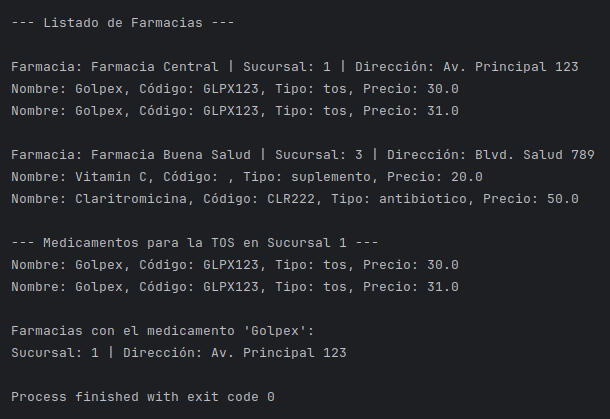 --- Listado de Farmacias ---
Farmacia: Farmacia Central | Sucursal: 1 | Dirección: Av. Principal 123
Nombre: Golpex, Código: GLPX123, Tipo: tos, Precio: 30.0
Nombre: Golpex, Código: GLPX123, Tipo: tos, Precio: 31.0
Farmacia: Farmacia Buena Salud | Sucursal: 3 | Dirección: Blvd. Salud 789
Nombre: Vitamin C, Código: , Tipo: suplemento, Precio: 20.0
Nombre: Claritromicina, Código: CLR222, Tipo: antibiotico, Precio: 50.0
--- Medicamentos para la TOS en Sucursal 1 ---
Nombre: Golpex, Código: GLPX123, Tipo: tos, Precio: 30.0
Nombre: Golpex, Código: GLPX123, Tipo: tos, Precio: 31.0
Farmacias con el medicamento 'Golpex':
Sucursal: 1 | Dirección: Av. Principal 123
Process finished with exit code 0